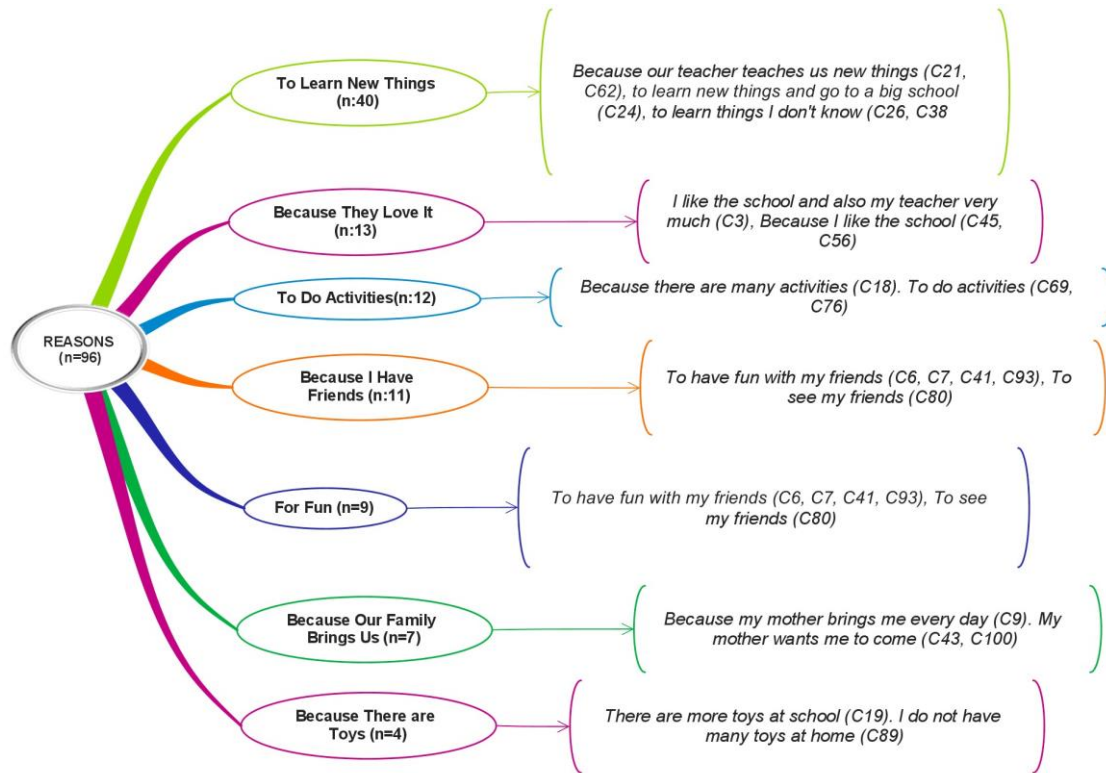 REASONS
(n=96)
To Learn New Things
(n:40)
Because our teacher teaches us new things (C21,
C62), to learn new things and go to a big school
(C24), to learn things I don't know (C26, C38
Because They Love It
(n:13)
I like the school and also my teacher very
much (C3), Because I like the school (C45,
C56)
To Do Activities(n:12)
Because there are many activities (C18). To do activities (C69,
C76)
Because I Have
Friends (n:11)
To have fun with my friends (C6, C7, C41, C93), To
see my friends (C80)
For Fun (n=9)
To have fun with my friends (C6, C7, C41, C93), To see
my friends (C80)
Because Our Family
Brings Us (n=7)
Because my mother brings me every day (C9). My
mother wants me to come (C43, C100)
Because There are
Toys (n=4)
There are more toys at school (C19). I do not have
many toys at home (C89)